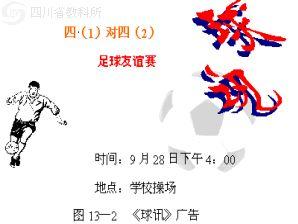 四川省教科所
四·(1)对四(2)
足球友谊赛
球讯
时间：9月28日下午4：00
地点：学校操场
图13—2 《球讯》广告